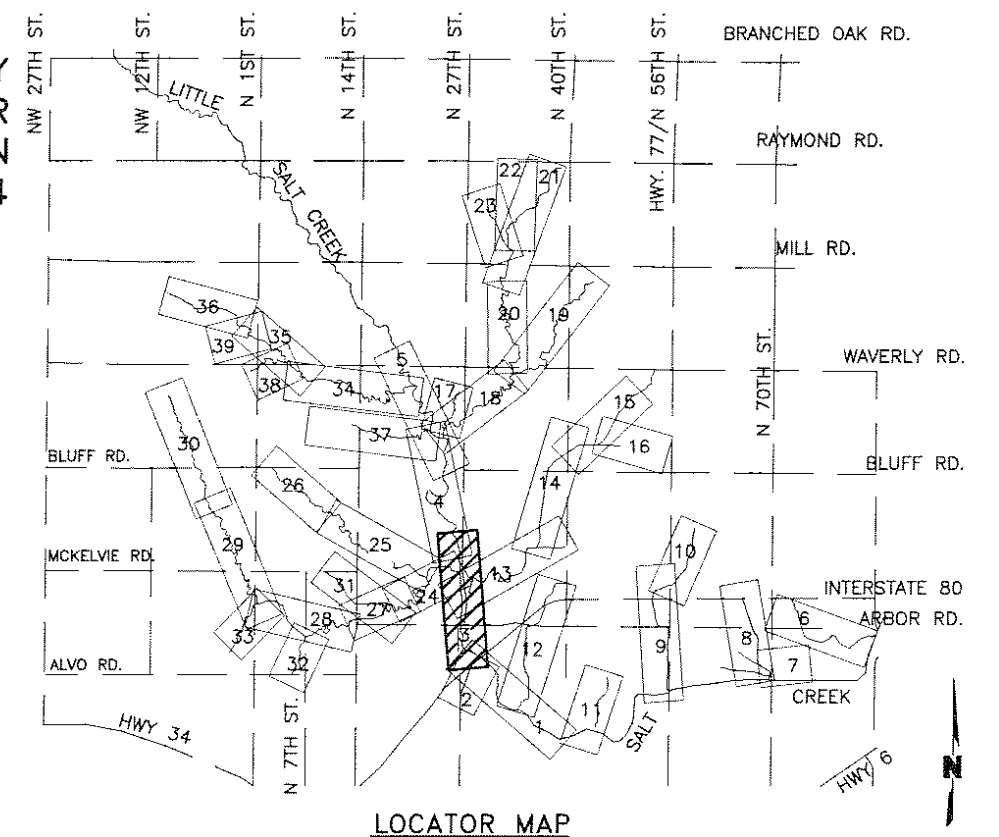 NW 27TH ST.
NW 12TH ST.
N 1ST ST.
N 14TH ST.
N 27TH ST.
N 40TH ST.
HWY. 77/N 56TH ST.
BRANCHED OAK RD.
Y
R
N
4
LITTLE
SALT CREEK
RAYMOND RD.
22
21
23
MILL RD.
36
20
19
39
35
5
N 70TH ST.
WAVERLY RD.
38
34
17
18
15
30
37
16
BLUFF RD.
BLUFF RD.
26
4
14
29
25
10
MCKELVIE RD.
31
24
13
INTERSTATE 80
27
28
6
ARBOR RD.
33
3
12
9
8
ALVO RD.
32
7
2
11
CREEK
N 7TH ST.
HWY 34
1
SALT
HWY 6
N
LOCATOR MAP